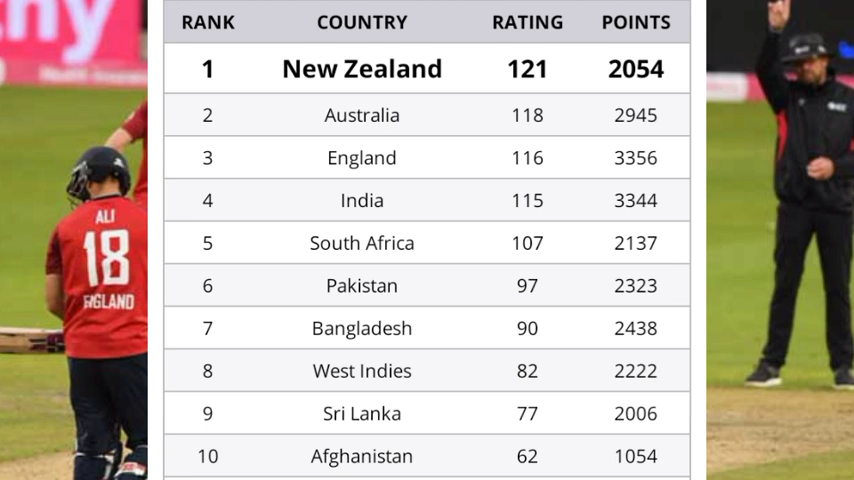 hy
RANK COUNTRY RATING POINTS
1 New Zealand 121 2054
2 Australia 118 2945
3 England 116 3356
4 India 115 3344
5 South Africa 107 2137
6 Pakistan 97 2323
7 Bangladesh 90 2438
8 West Indies 82 2222
9 Sri Lanka 77 2006
10 Afghanistan 62 1054
ALI
18
ENGLAND